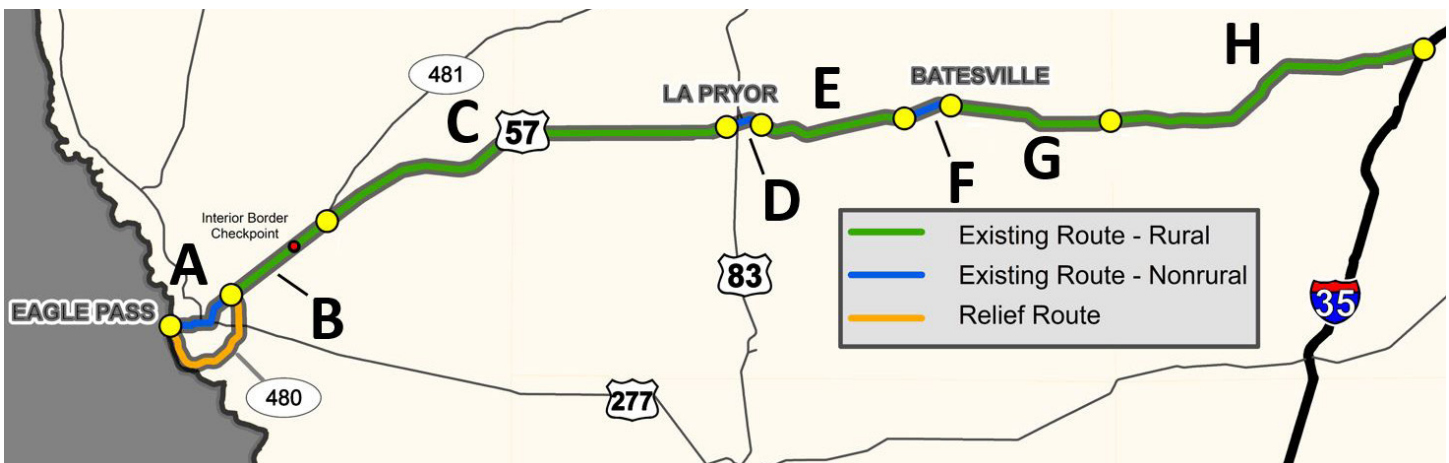 481
C
57
LA PRYOR
E
BATESVILLE
H
D
F
G
Interior Border
Checkpoint
A
EAGLE PASS
B
480
277
83
35
Existing Route - Rural
Existing Route - Nonrural
Relief Route